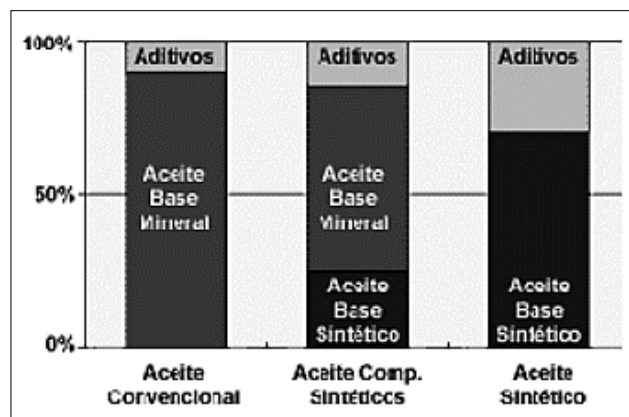 100%
Aditivos
Aditivos
Aditivos
Aceite
Base
Mineral
Aceite
Base
Mineral
50%
Aceite
Base
Sintético
Aceite
Base
Sintético
0%
Aceite
Convencional
Aceite Comp.
Sintéticos
Aceite
Sintético